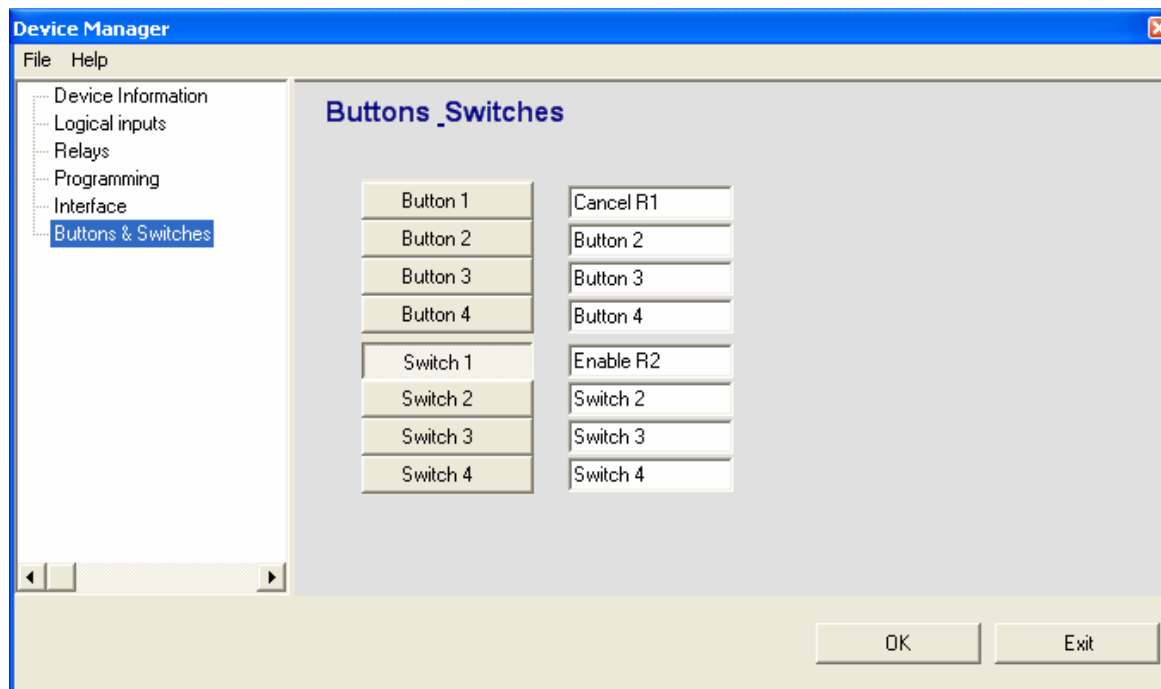 Device Manager
File Help
Device Information
Logical inputs
Relays
Programming
Interface
Buttons & Switches
Buttons _Switches
Button 1 Cancel R1
Button 2 Button 2
Button 3 Button 3
Button 4 Button 4
Switch 1 Enable R2
Switch 2 Switch 2
Switch 3 Switch 3
Switch 4 Switch 4
OK Exit